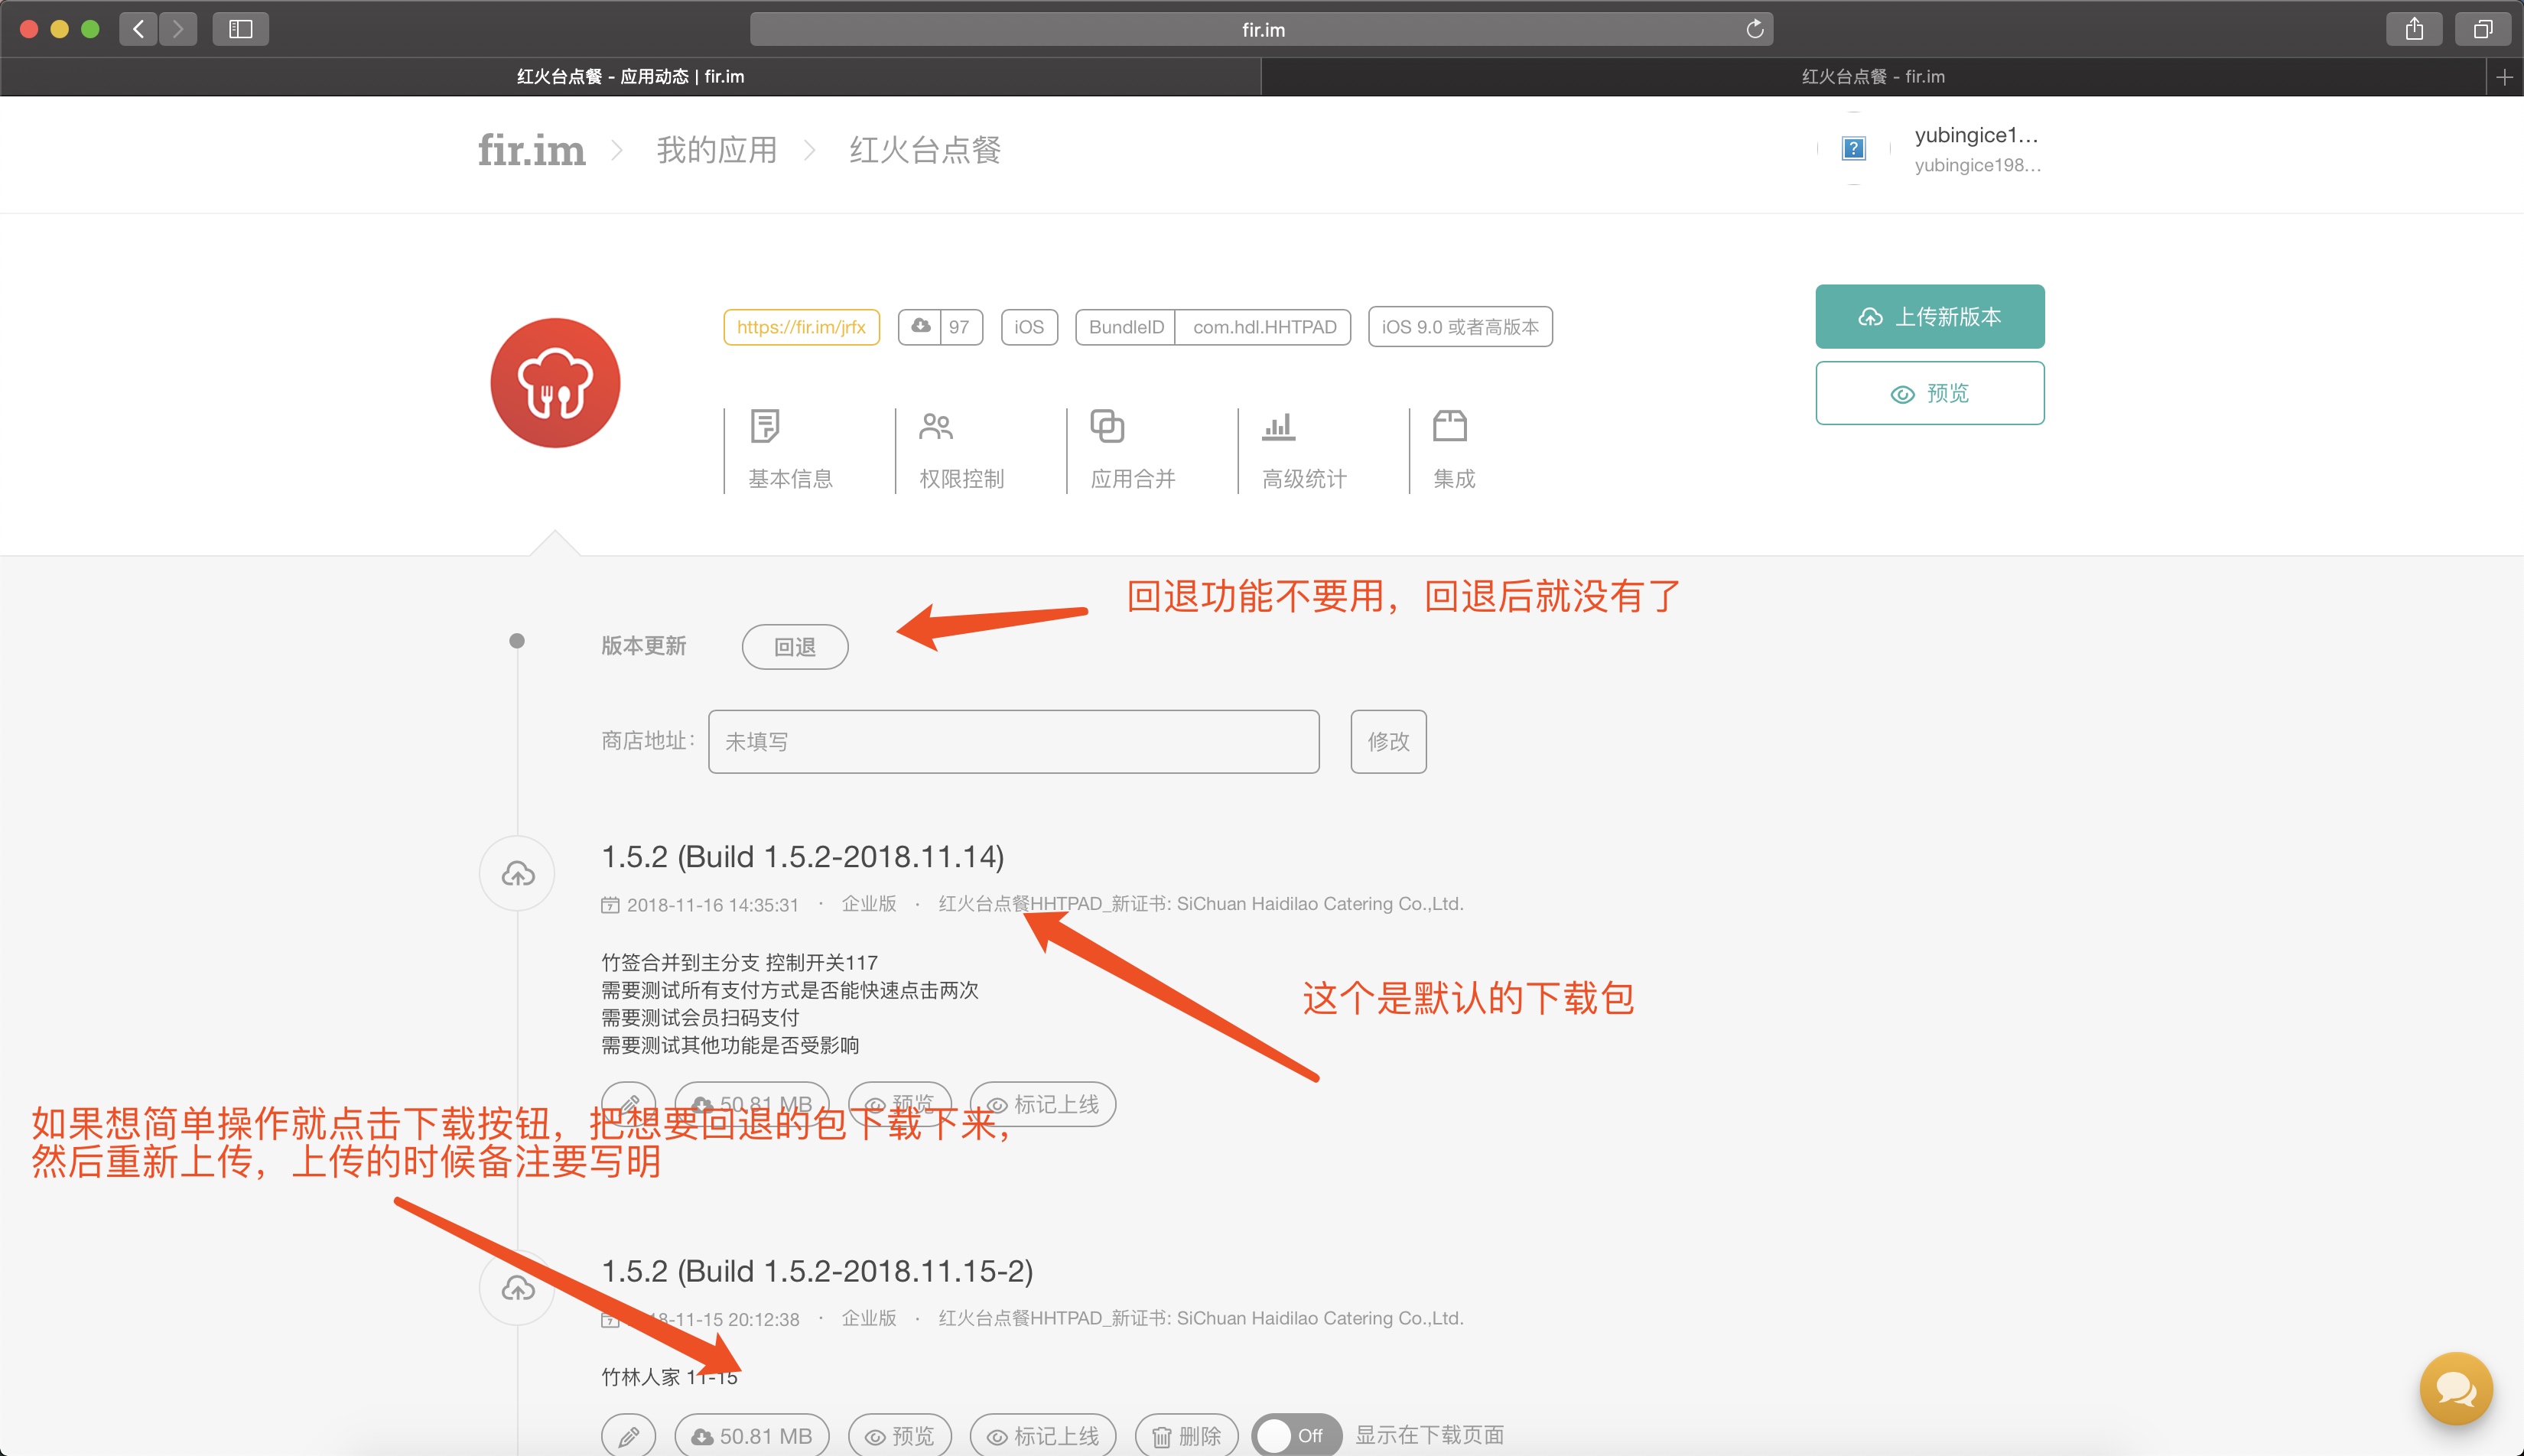 fir.im
红火台点餐 - 应用动态 | fir.im
红火台点餐 - fir.im
fir.im
我的应用
红火台点餐
yubingice1...
yubingice198...
https://fir.im/jrfx
97
iOS
BundleID
com.hdl.HHTPAD
iOS 9.0 或者高版本
上传新版本
预览
基本信息
权限控制
应用合并
高级统计
集成
回退功能不要用，回退后就没有了
版本更新
回退
商店地址：
未填写
修改
1.5.2 (Build 1.5.2-2018.11.14)
2018-11-16 14:35:31 · 企业版 · 红火台点餐HHTPAD_新证书: SiChuan Haidilao Catering Co.,Ltd.
竹签合并到主分支 控制开关117
需要测试所有支付方式是否能快速点击两次
这个是默认的下载包
需要测试会员扫码支付
需要测试其他功能是否受影响
50.81 MB
预览
标记上线
如果想简单操作就点击下载按钮，把想要回退的包下载下来，
然后重新上传，上传的时候备注要写明
1.5.2 (Build 1.5.2-2018.11.15-2)
8-11-15 20:12:38 · 企业版 · 红火台点餐HHTPAD_新证书: SiChuan Haidilao Catering Co.,Ltd.
竹林人家 11-15
50.81 MB
预览
标记上线
删除
Off
显示在下载页面